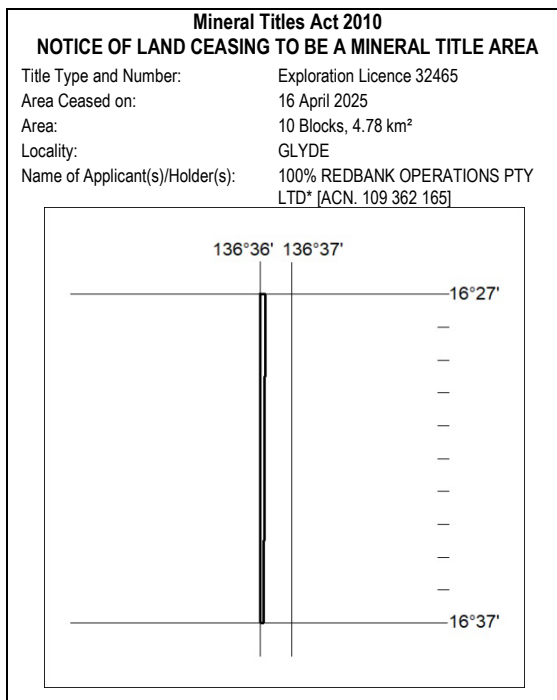 Mineral Titles Act 2010
NOTICE OF LAND CEASING TO BE A MINERAL TITLE AREA
Title Type and Number: Exploration Licence 32465
Area Ceased on: 16 April 2025
Area: 10 Blocks, 4.78 km²
Locality: GLYDE
Name of Applicant(s)/Holder(s): 100% REDBANK OPERATIONS PTY
LTD* [ACN. 109 362 165]
136°36' 136°37'
16°27'
16°37'